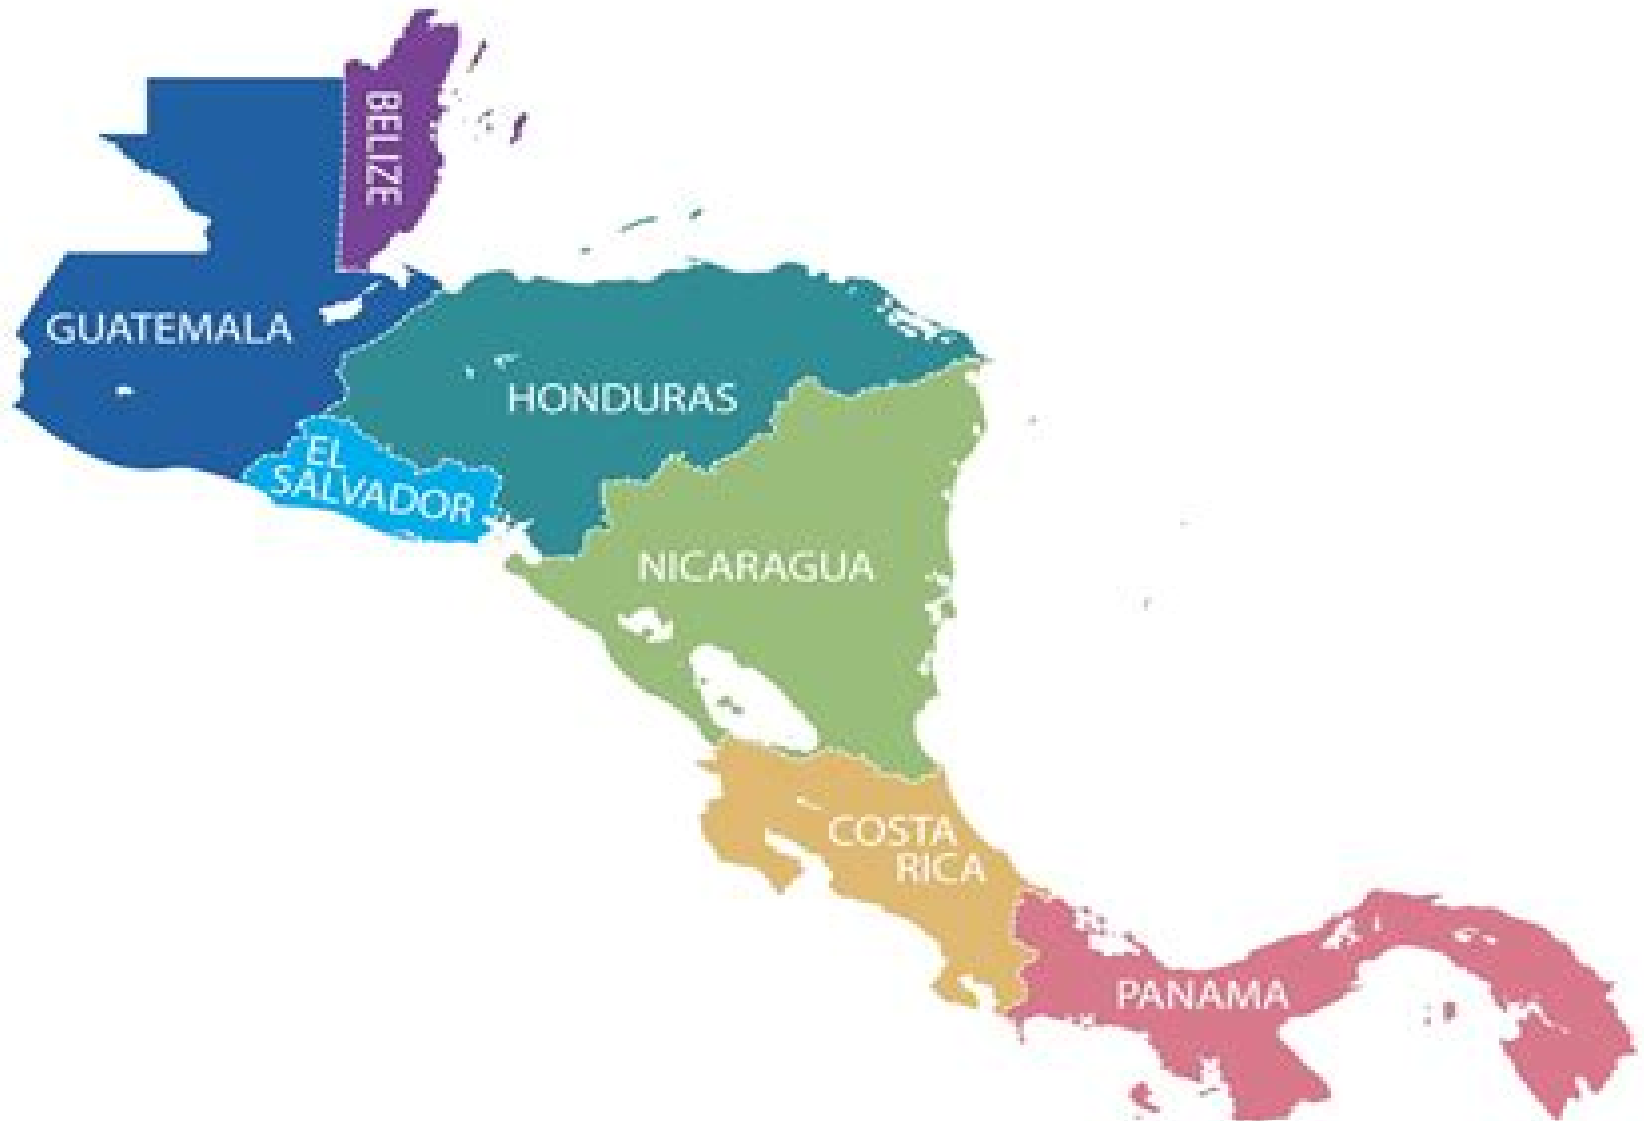 BELIZE
GUATEMALA
HONDURAS
EL
SALVADOR
NICARAGUA
COSTA
RICA
PANAMA